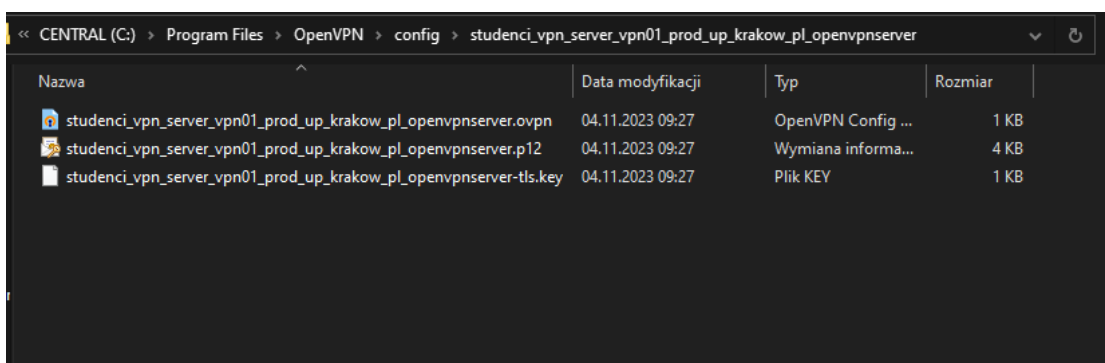 « CENTRAL (C:) > Program Files > OpenVPN > config > studenci_vpn_server_vpn01_prod_up_krakow_pl_openvpnserver
Nazwa Data modyfikacji Typ Rozmiar
studenci_vpn_server_vpn01_prod_up_krakow_pl_openvpnserver.ovpn 04.11.2023 09:27 OpenVPN Config ... 1 KB
studenci_vpn_server_vpn01_prod_up_krakow_pl_openvpnserver.p12 04.11.2023 09:27 Wymiana informa... 4 KB
studenci_vpn_server_vpn01_prod_up_krakow_pl_openvpnserver-tls.key 04.11.2023 09:27 Plik KEY 1 KB